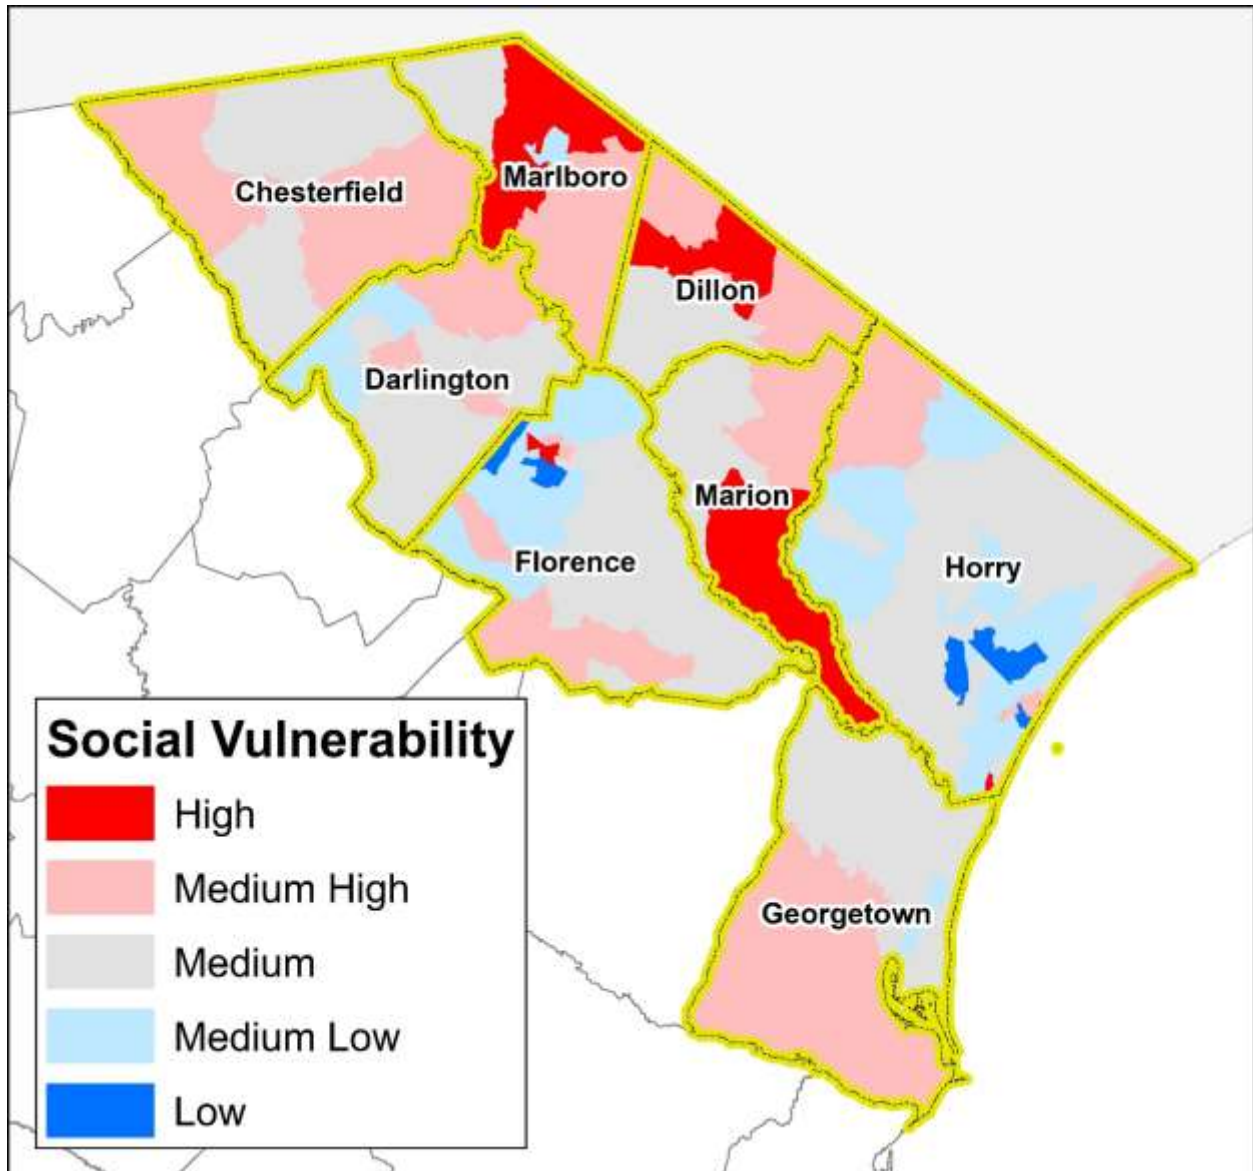 Chesterfield
Marlboro
Dillon
Darlington
Marion
Florence
Horry
Georgetown
Social Vulnerability
High
Medium High
Medium
Medium Low
Low